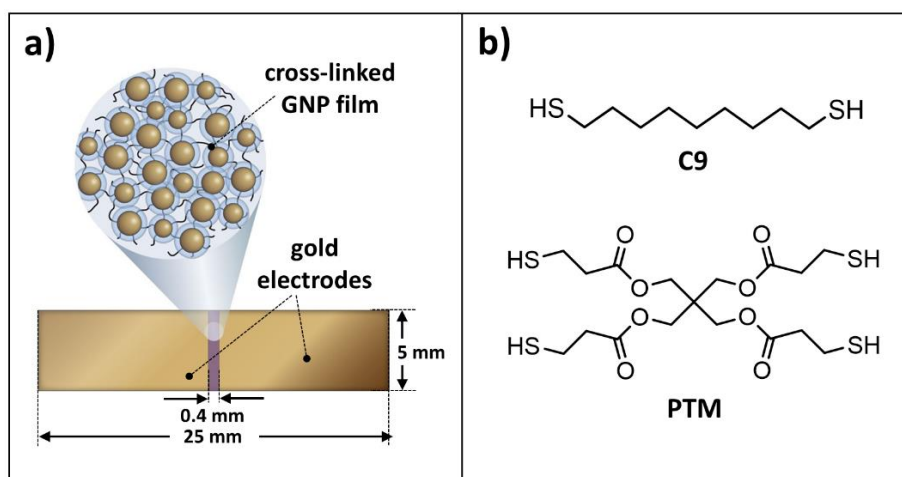 a)
cross-linked
GNP film
gold
electrodes
5 mm
0.4 mm
25 mm
b)
HS
SH
C9
HS
O
O
SH
O
O
HS
O
O
SH
O
O
PTM